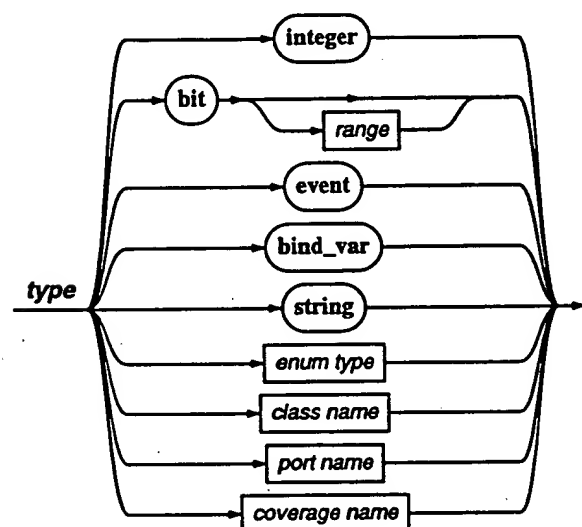 integer
bit
range
event
bind_var
type
string
enum type
class name
port name
coverage name